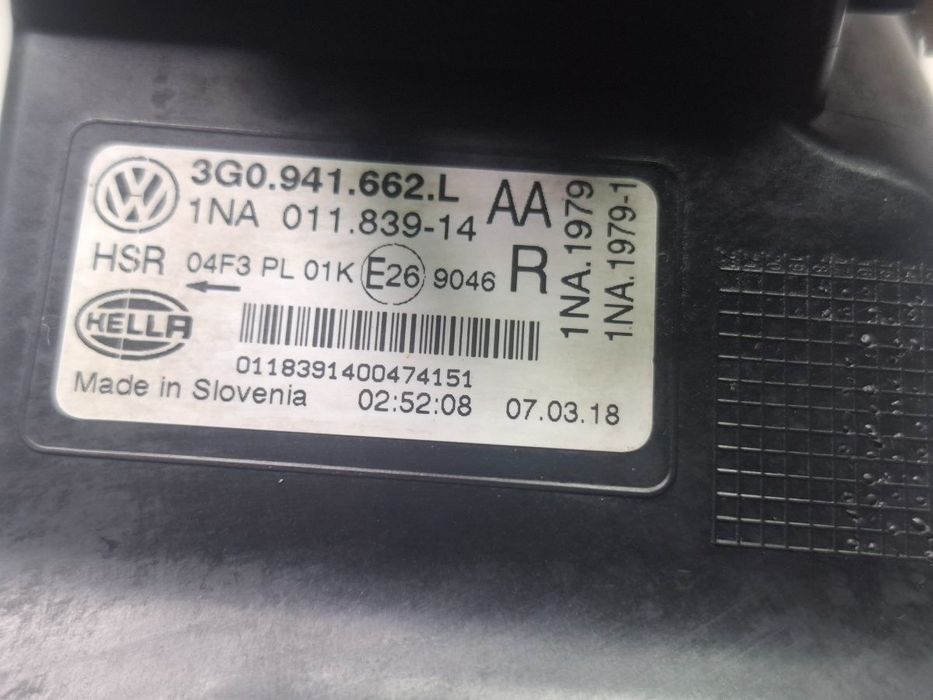 3G0.941.662.L
AA
1NA 011.839-14
HSR 04F3 PL 01K E26 9046
R
HELLA
0118391400474151
Made in Slovenia 02:52:08 07.03.18
1NA.1979
1NA.1979-1